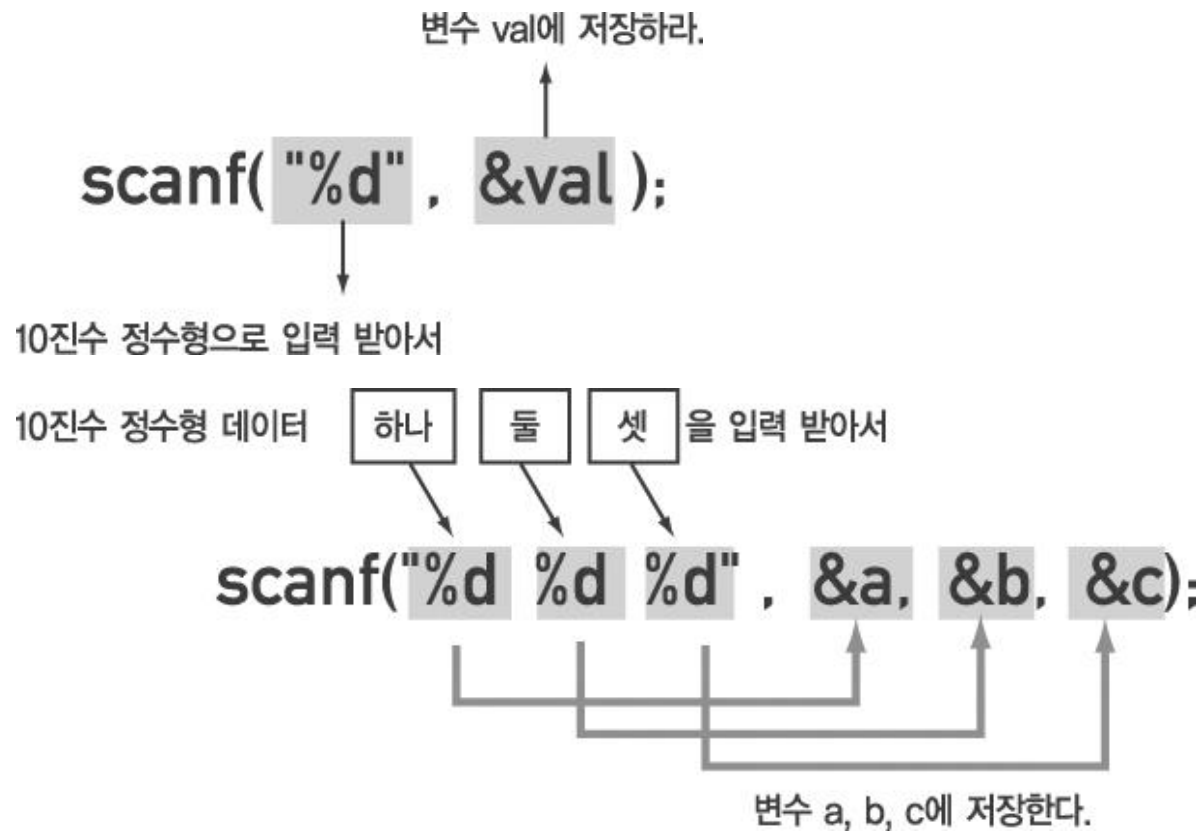 변수 val에 저장하라.
scanf( "%d" , &val );
10진수 정수형으로 입력 받아서
10진수 정수형 데이터 하나 둘 셋 을 입력 받아서
scanf("%d %d %d" , &a, &b, &c);
변수 a, b, c에 저장한다.